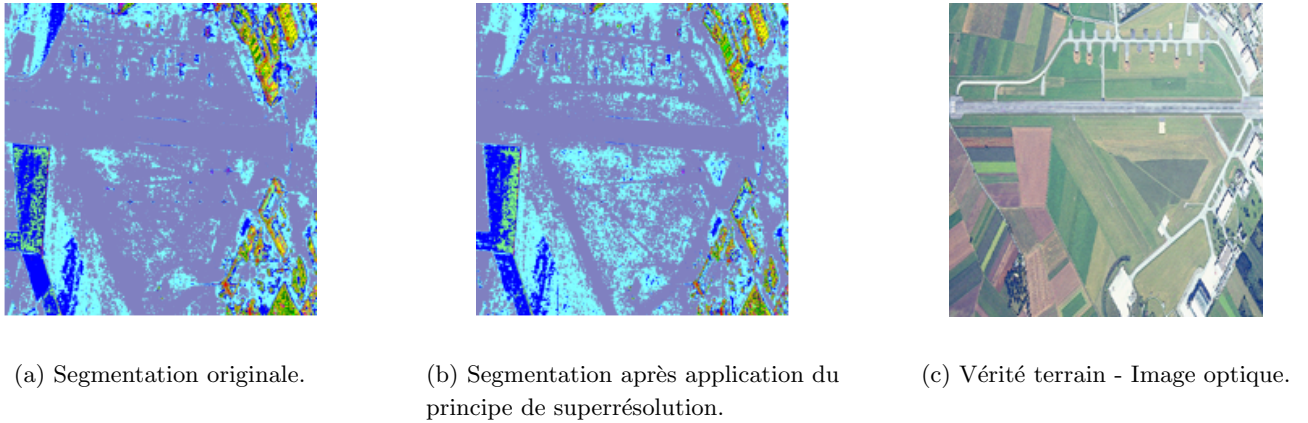 (a) Segmentation originale.
(b) Segmentation après application du
principe de superrésolution.
(c) Vérité terrain - Image optique.